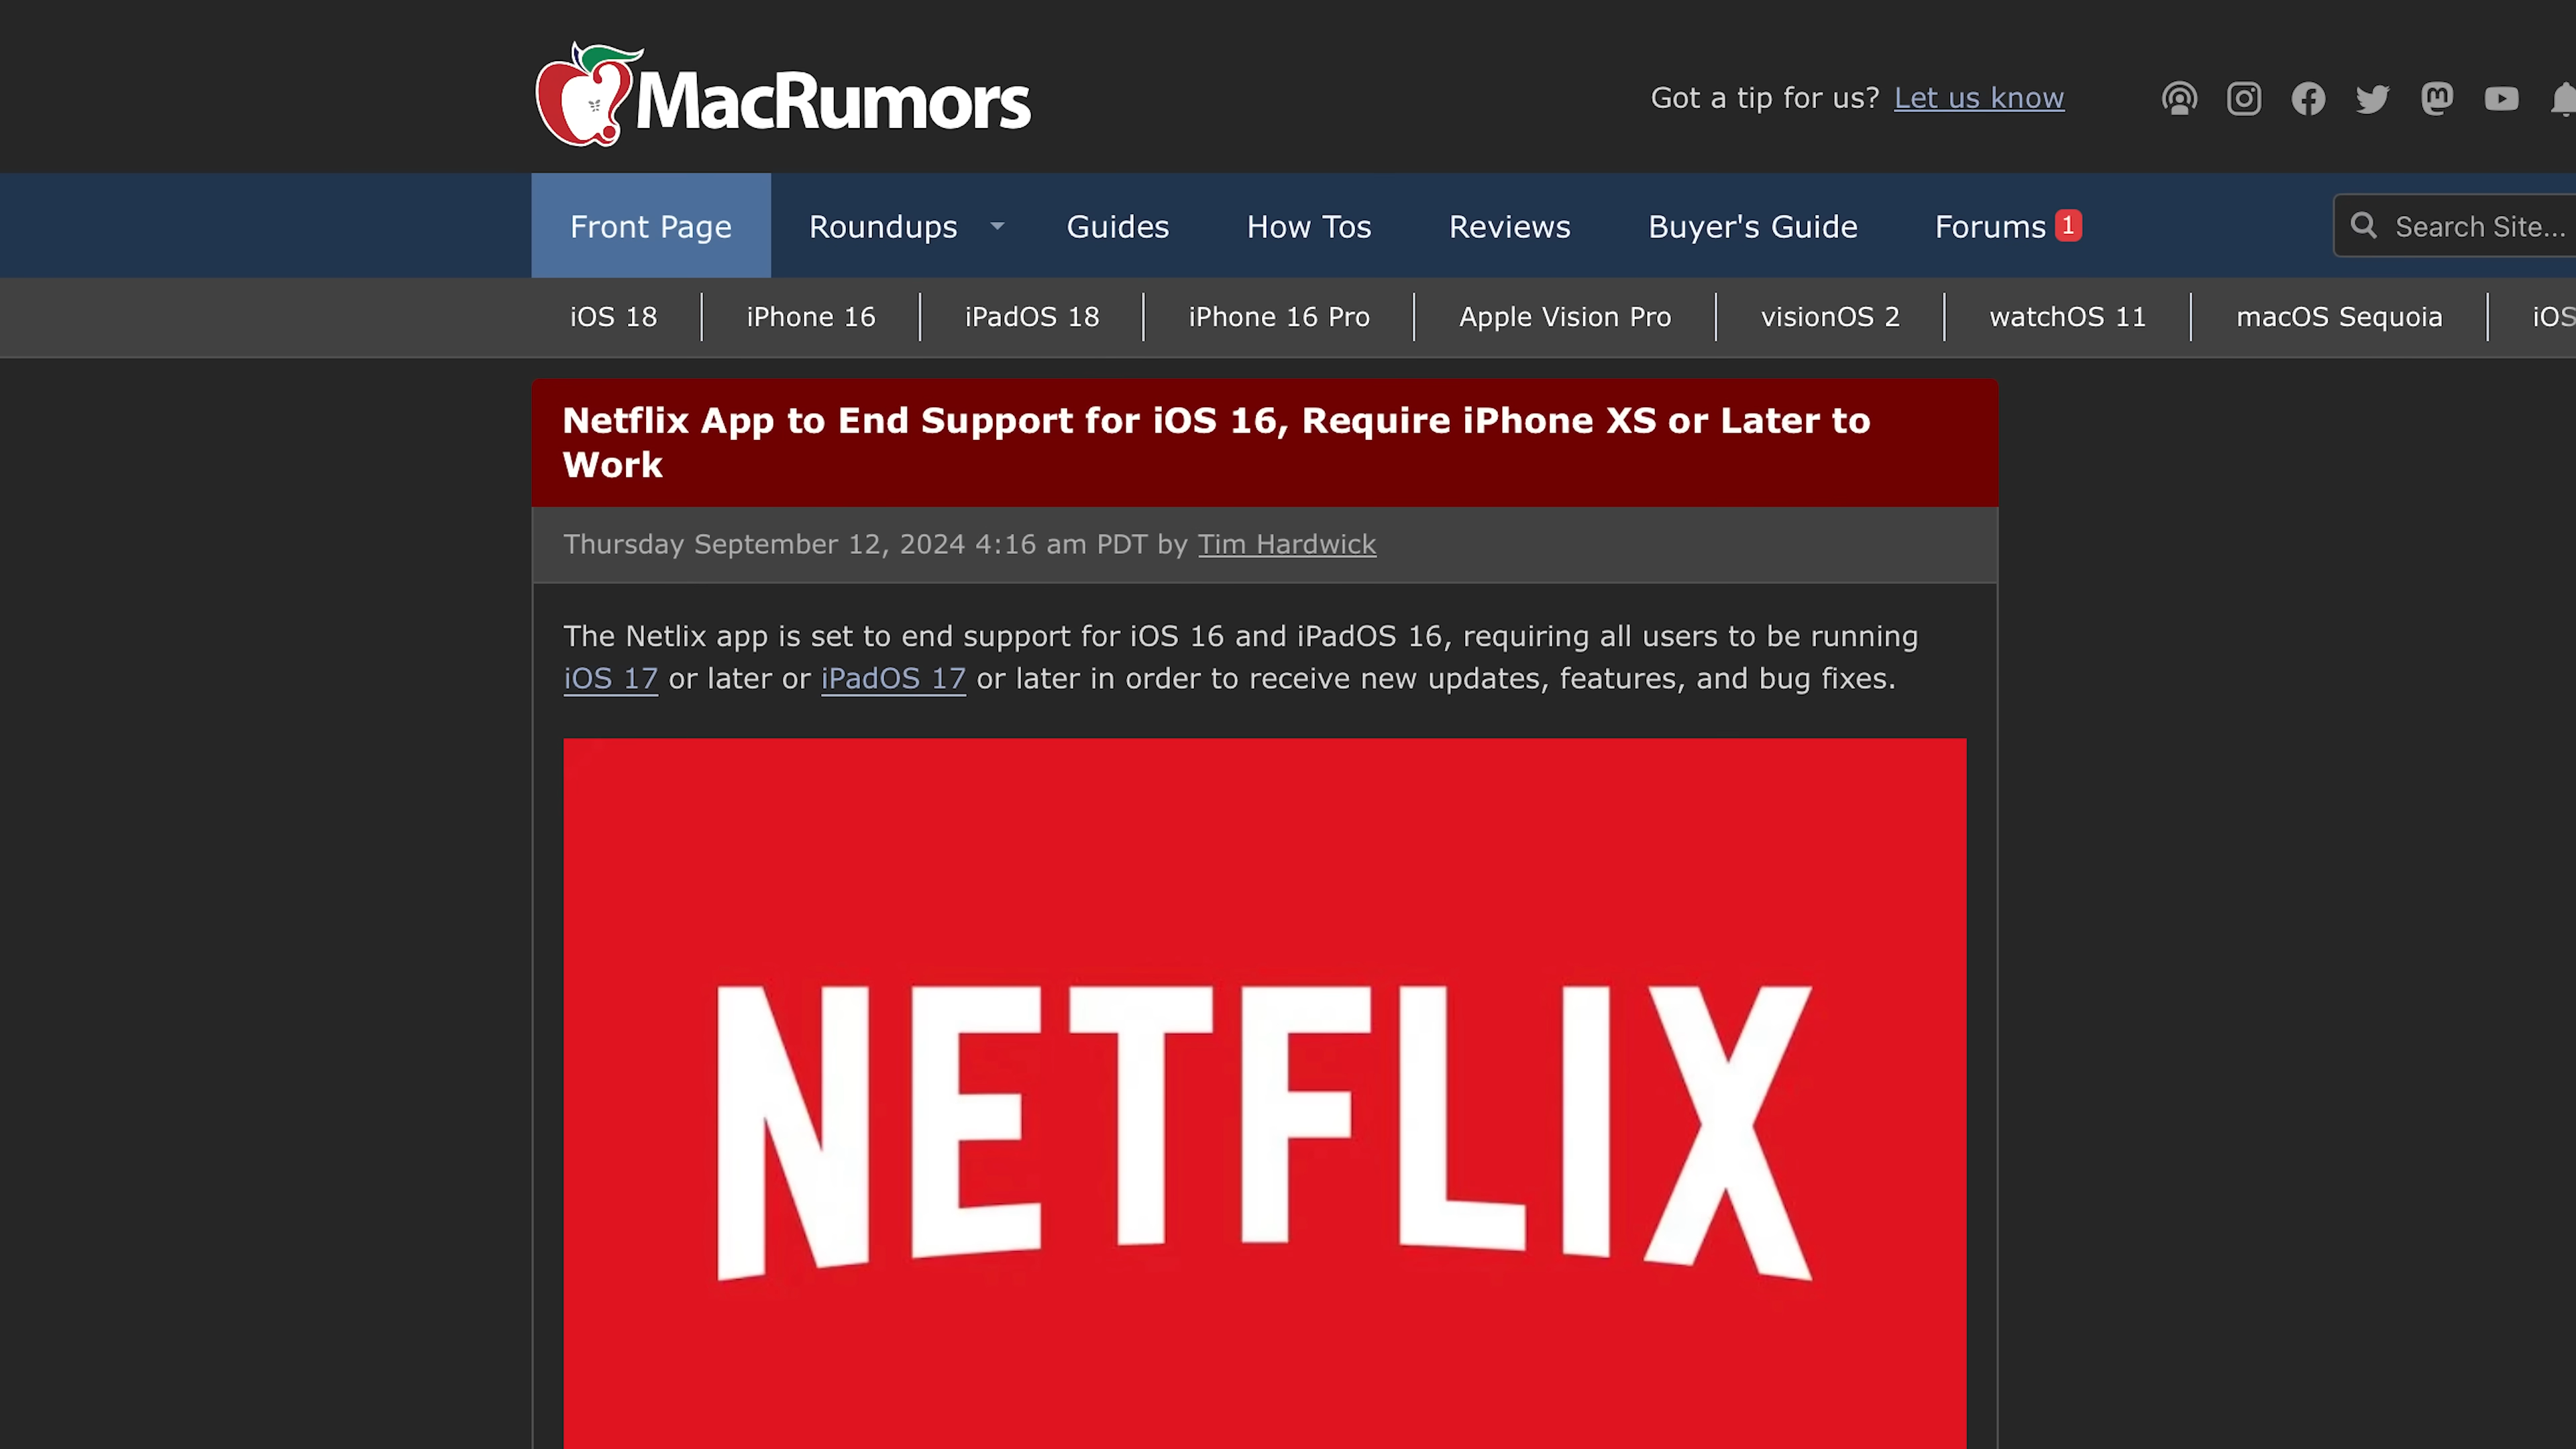 MacRumors
Got a tip for us? Let us know
Front Page Roundups Guides How Tos Reviews Buyer's Guide Forums 1 Search Site...
iOS 18 iPhone 16 iPadOS 18 iPhone 16 Pro Apple Vision Pro visionOS 2 watchOS 11 macOS Sequoia iOS
Netflix App to End Support for iOS 16, Require iPhone XS or Later to
Work
Thursday September 12, 2024 4:16 am PDT by Tim Hardwick
The Netlix app is set to end support for iOS 16 and iPadOS 16, requiring all users to be running
iOS 17 or later or iPadOS 17 or later in order to receive new updates, features, and bug fixes.
NETFLIX